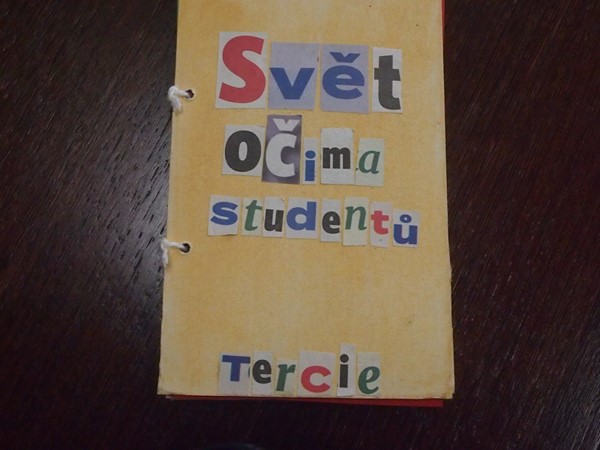 Svět
OČima
studentů
Tercie